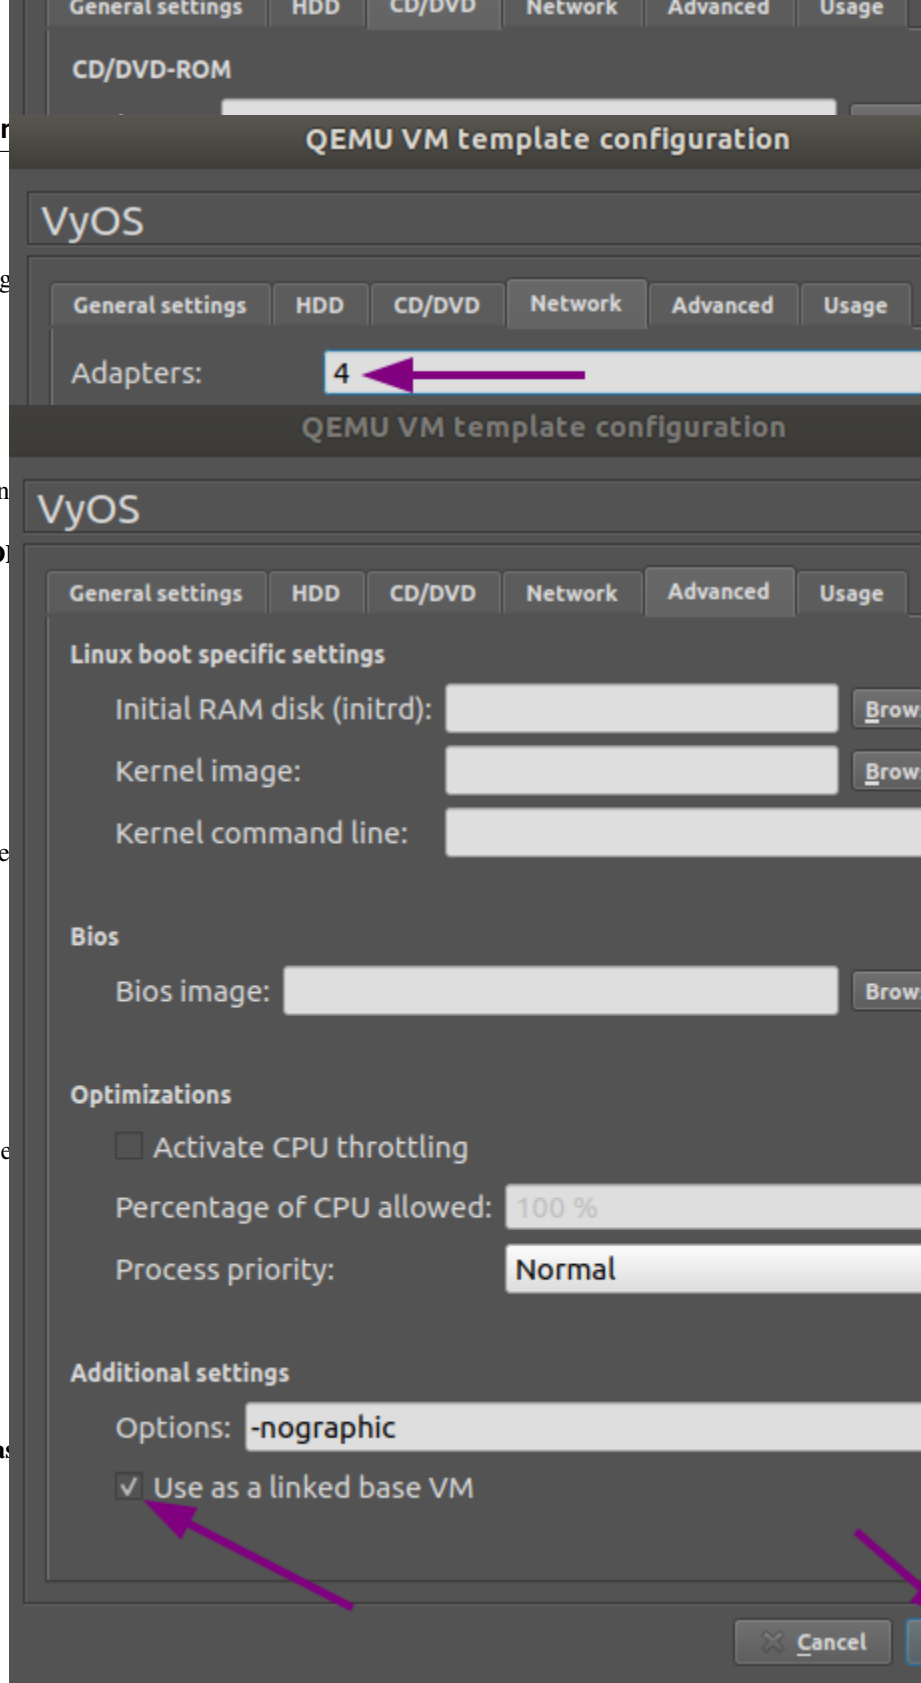 General settings HDD CD/DVD Network Advanced Usage
CD/DVD-ROM
QEMU VM template configuration
VyOS
General settings HDD CD/DVD Network Advanced Usage
Adapters: 4
QEMU VM template configuration
VyOS
General settings HDD CD/DVD Network Advanced Usage
Linux boot specific settings
Initial RAM disk (initrd): Brows
Kernel image: Brows
Kernel command line:
Bios
Bios image: Brows
Optimizations
Activate CPU throttling
Percentage of CPU allowed: 100 %
Process priority: Normal
Additional settings
Options: -nographic
Use as a linked base VM
Cancel